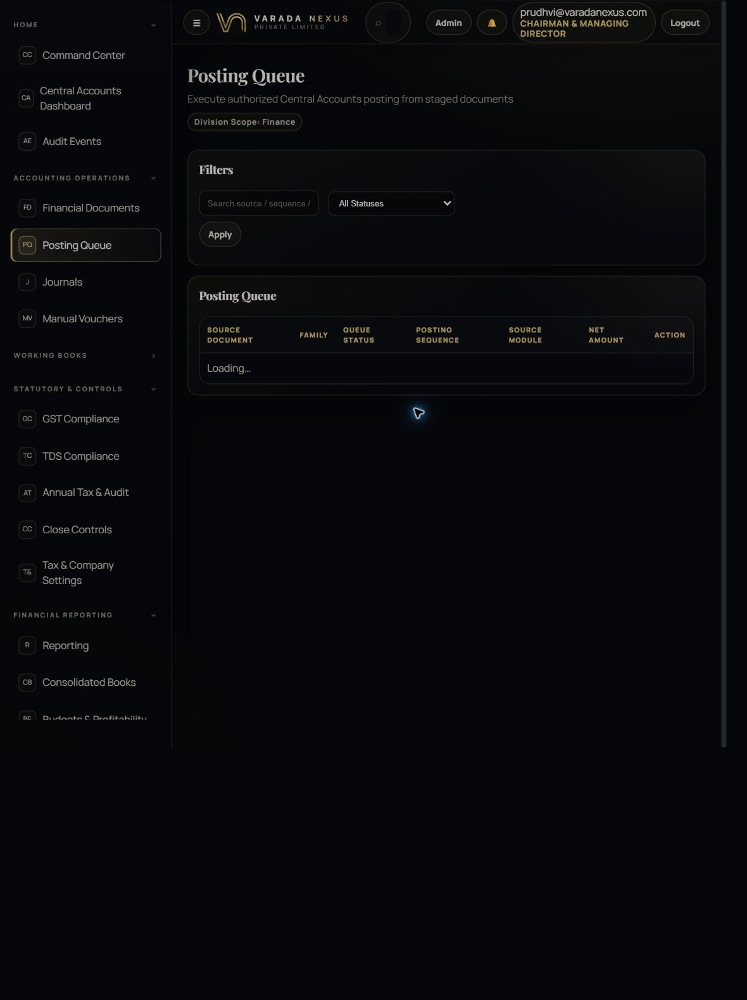 HOME
CC Command Center
CA Central Accounts
Dashboard
AE Audit Events
ACCOUNTING OPERATIONS
FD Financial Documents
PQ Posting Queue
J Journals
MV Manual Vouchers
WORKING BOOKS
STATUTORY & CONTROLS
GC GST Compliance
TC TDS Compliance
AT Annual Tax & Audit
CC Close Controls
T& Tax & Company
Settings
FINANCIAL REPORTING
R Reporting
CB Consolidated Books
B& Budgets & Profitability
VARADA NEXUS
PRIVATE LIMITED
Admin
prudhvi@varadanexus.com
CHAIRMAN & MANAGING
DIRECTOR
Logout
Posting Queue
Execute authorized Central Accounts posting from staged documents
Division Scope: Finance
Filters
Search source / sequence /
All Statuses
Apply
Posting Queue
SOURCE DOCUMENT
FAMILY
QUEUE STATUS
POSTING SEQUENCE
SOURCE MODULE
NET AMOUNT
ACTION
Loading...